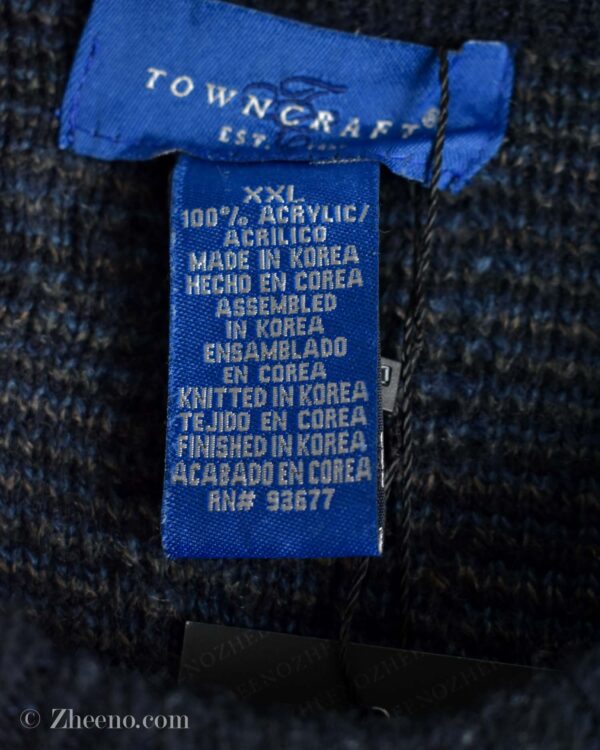 TOWNCRAFT®
EST.
XXL
100% ACRYLIC/
ACRILICO
MADE IN KOREA
HECHO EN COREA
ASSEMBLED
IN KOREA
ENSAMBLADO
EN COREA
KNITTED IN KOREA
TEJIDO EN COREA
FINISHED IN KOREA
ACABADO EN COREA
RN# 93677
© Zheeno.com